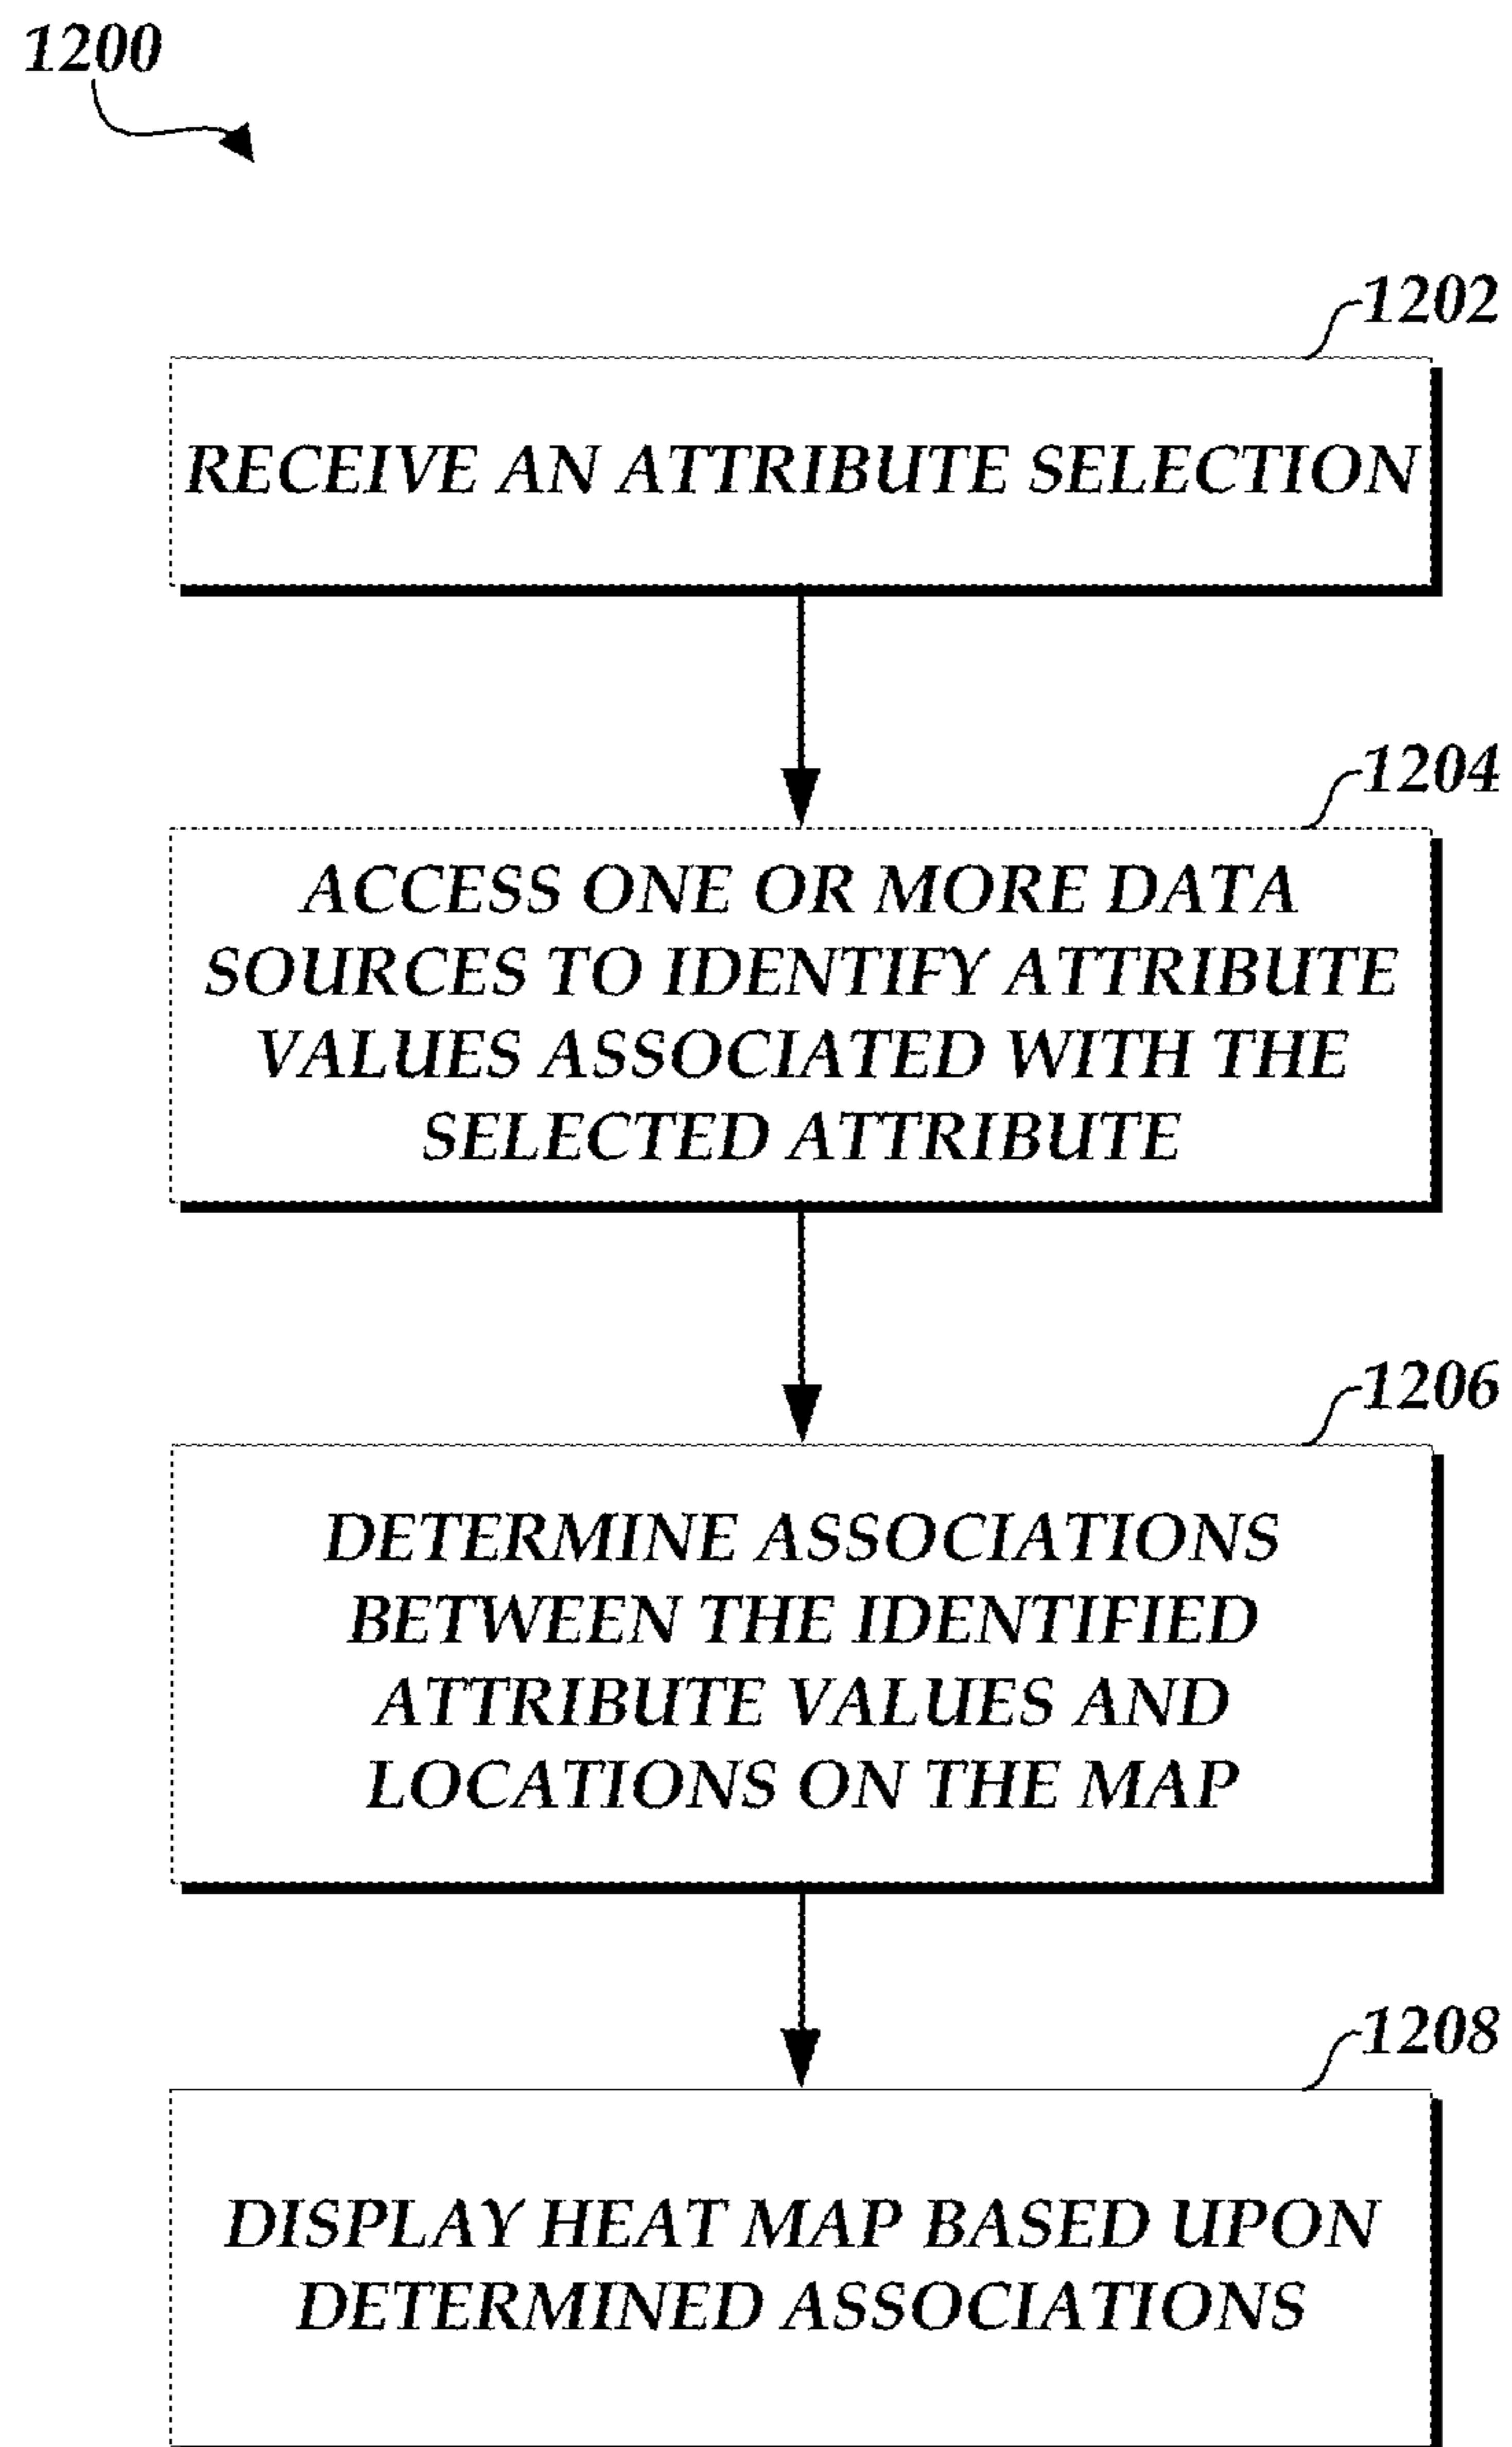 1200
1202
RECEIVE AN ATTRIBUTE SELECTION
1204
ACCESS ONE OR MORE DATA
SOURCES TO IDENTIFY ATTRIBUTE
VALUES ASSOCIATED WITH THE
SELECTED ATTRIBUTE
1206
DETERMINE ASSOCIATIONS
BETWEEN THE IDENTIFIED
ATTRIBUTE VALUES AND
LOCATIONS ON THE MAP
1208
DISPLAY HEAT MAP BASED UPON
DETERMINED ASSOCIATIONS